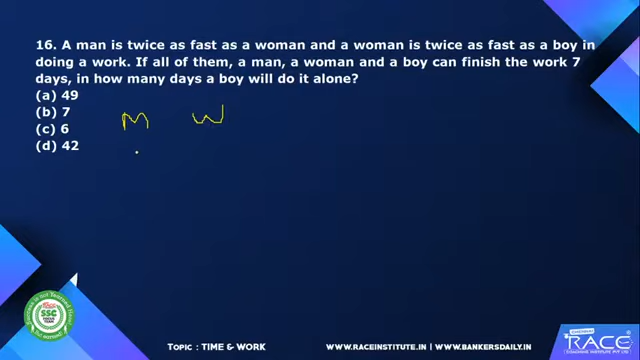 16. A man is twice as fast as a woman and a woman is twice as fast as a boy in
doing a work. If all of them, a man, a woman and a boy can finish the work 7
days, in how many days a boy will do it alone?
(a) 49
(b) 7
(c) 6
(d) 42
M W
SSC
Topic : TIME & WORK
WWW.RACEINSTITUTE.IN | WWW.BANKERSDAILY.IN
RACE